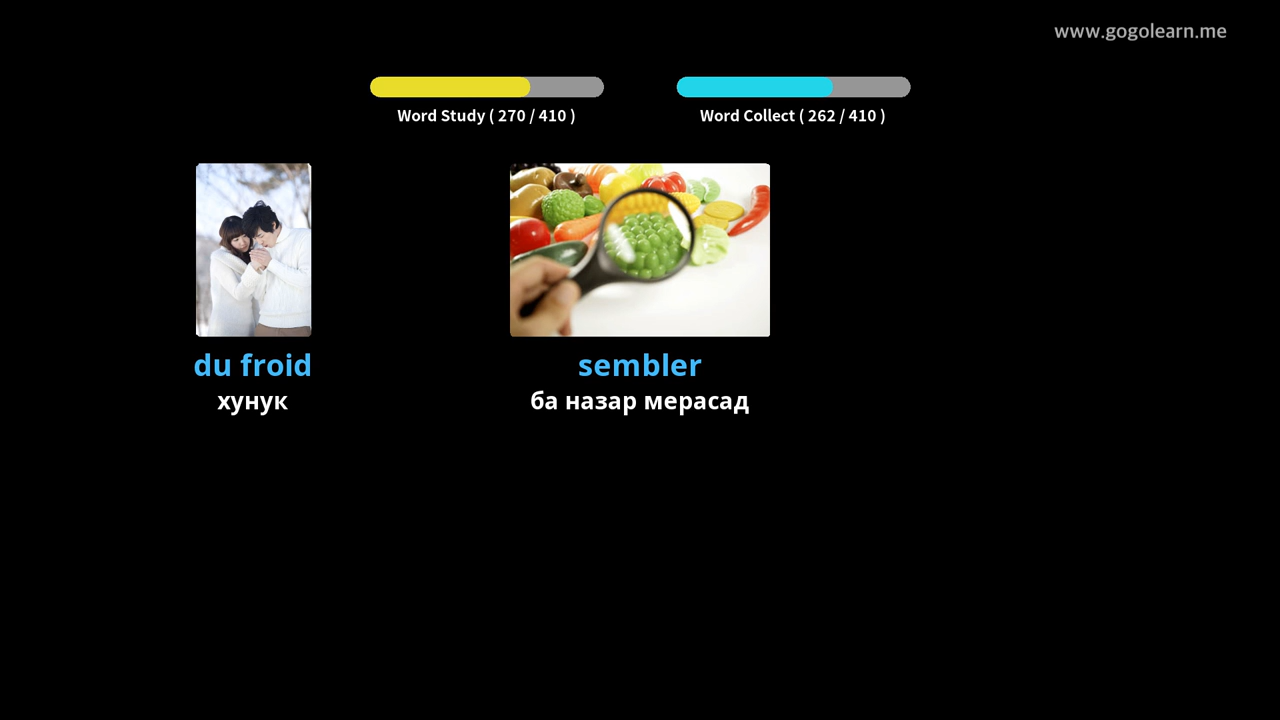 www.gogolearn.me
Word Study ( 270 / 410 )
Word Collect ( 262 / 410 )
du froid
хунук
sembler
ба назар мерасад